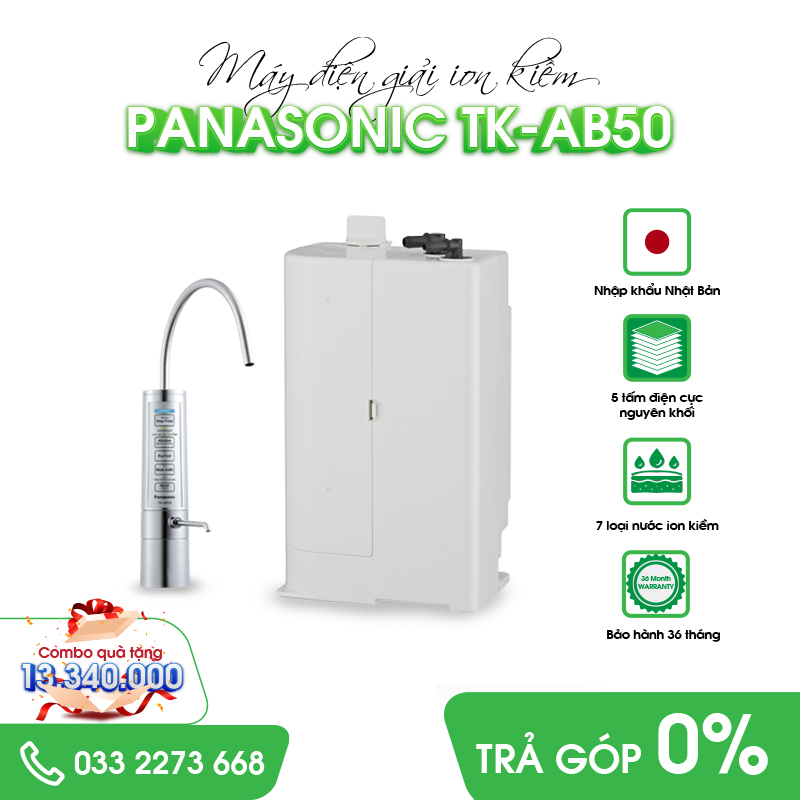 Máy điện giải ion kiềm
PANASONIC TK-AB50
Nhập khẩu Nhật Bản
5 tấm điện cực
nguyên khối
7 loại nước ion kiềm
36 Month
WARRANTY
Bảo hành 36 tháng
Panasonic
Combo quà tặng
13.340.000
033 2273 668
TRẢ GÓP 0%